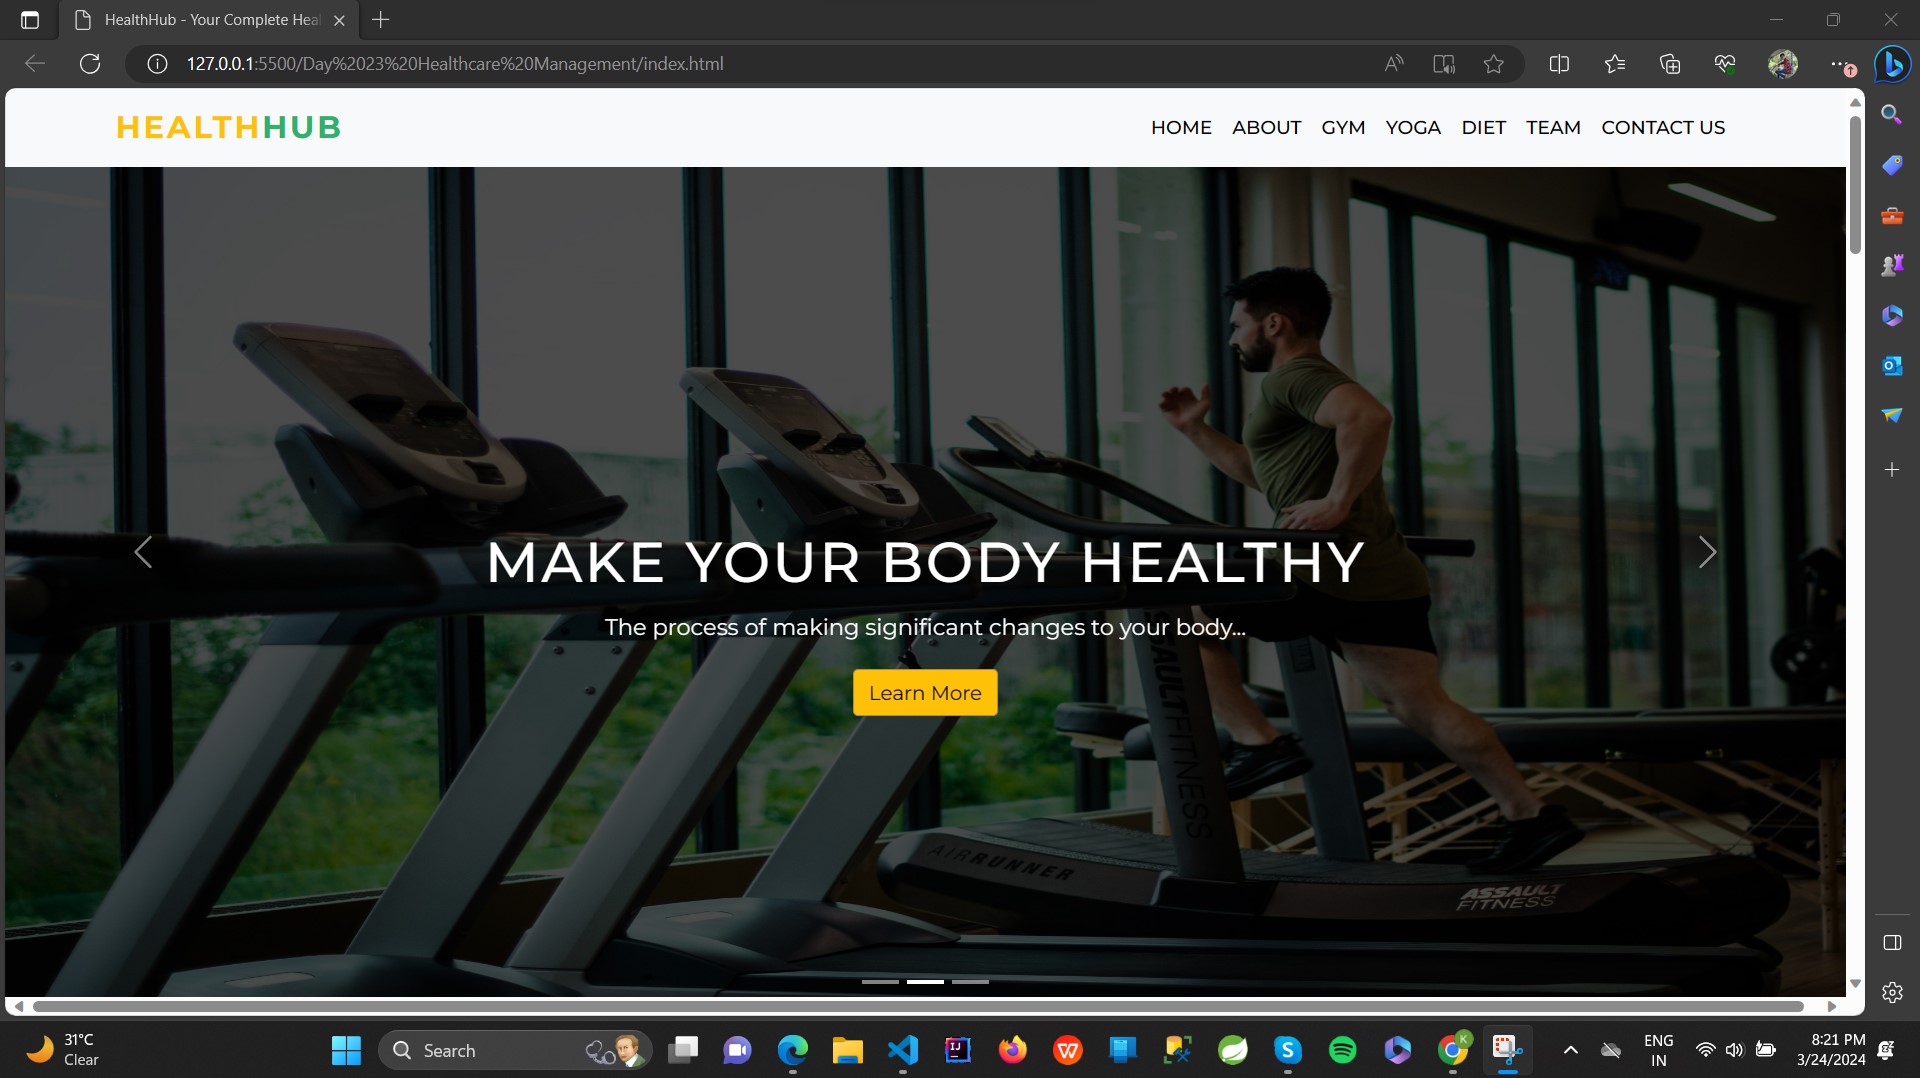 HealthHub - Your Complete Heal
127.0.0.1:5500/Day%2023%20Healthcare%20Management/index.html
HEALTHHUB
HOME ABOUT GYM YOGA DIET TEAM CONTACT US
MAKE YOUR BODY HEALTHY
The process of making significant changes to your body...
Learn More
ASSAULT FITNESS
AIRRUNNER
ASSAULT
FITNESS
31°C
Clear
Search
ENG
IN
8:21 PM
3/24/2024